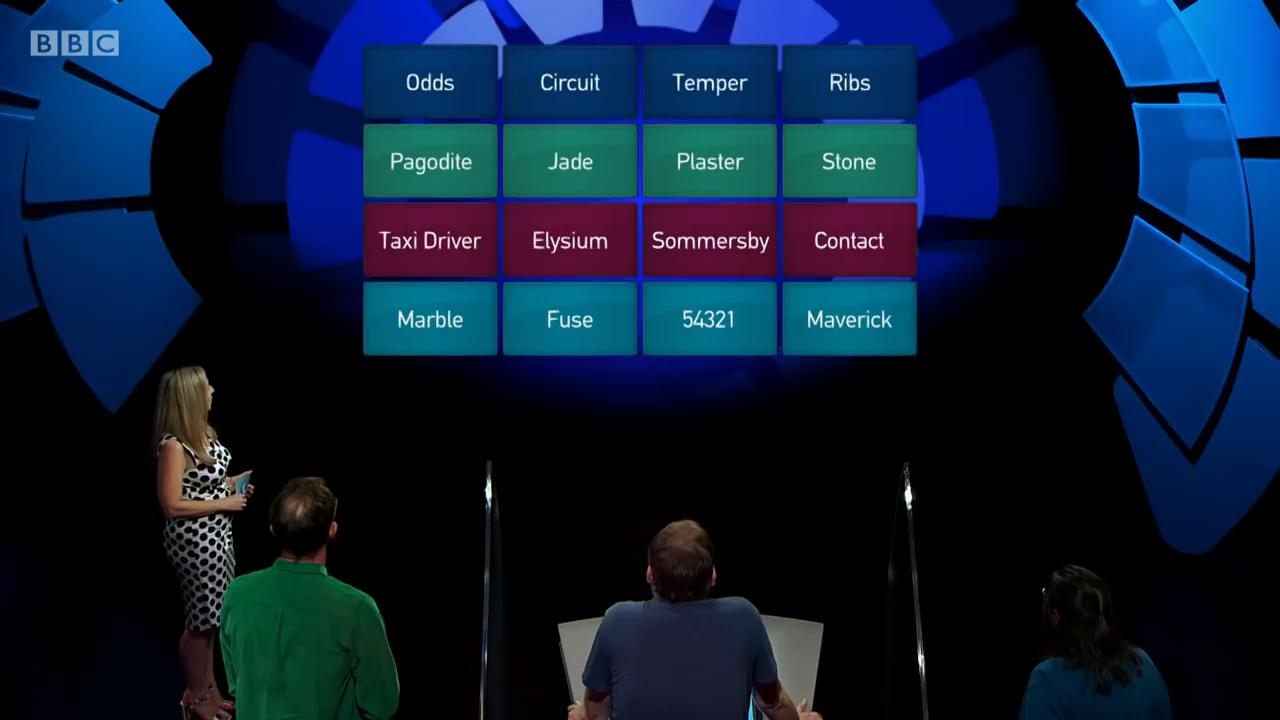 BBC
Odds Circuit Temper Ribs
Pagodite Jade Plaster Stone
Taxi Driver Elysium Sommersby Contact
Marble Fuse 54321 Maverick